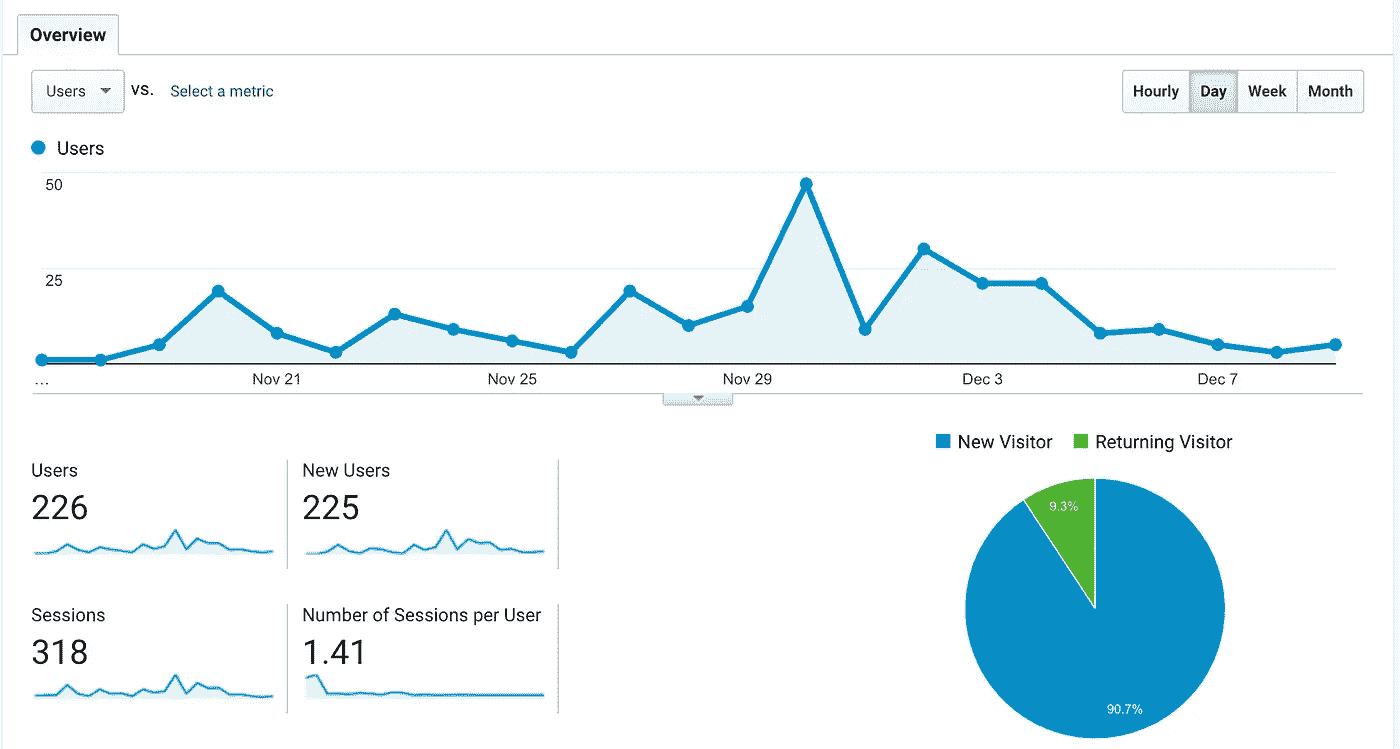 Overview
Users VS. Select a metric
Hourly Day Week Month
Users
50
25
... Nov 21 Nov 25 Nov 29 Dec 3 Dec 7
New Visitor Returning Visitor
Users
226
New Users
225
Sessions
318
Number of Sessions per User
1.41
9.3%
90.7%